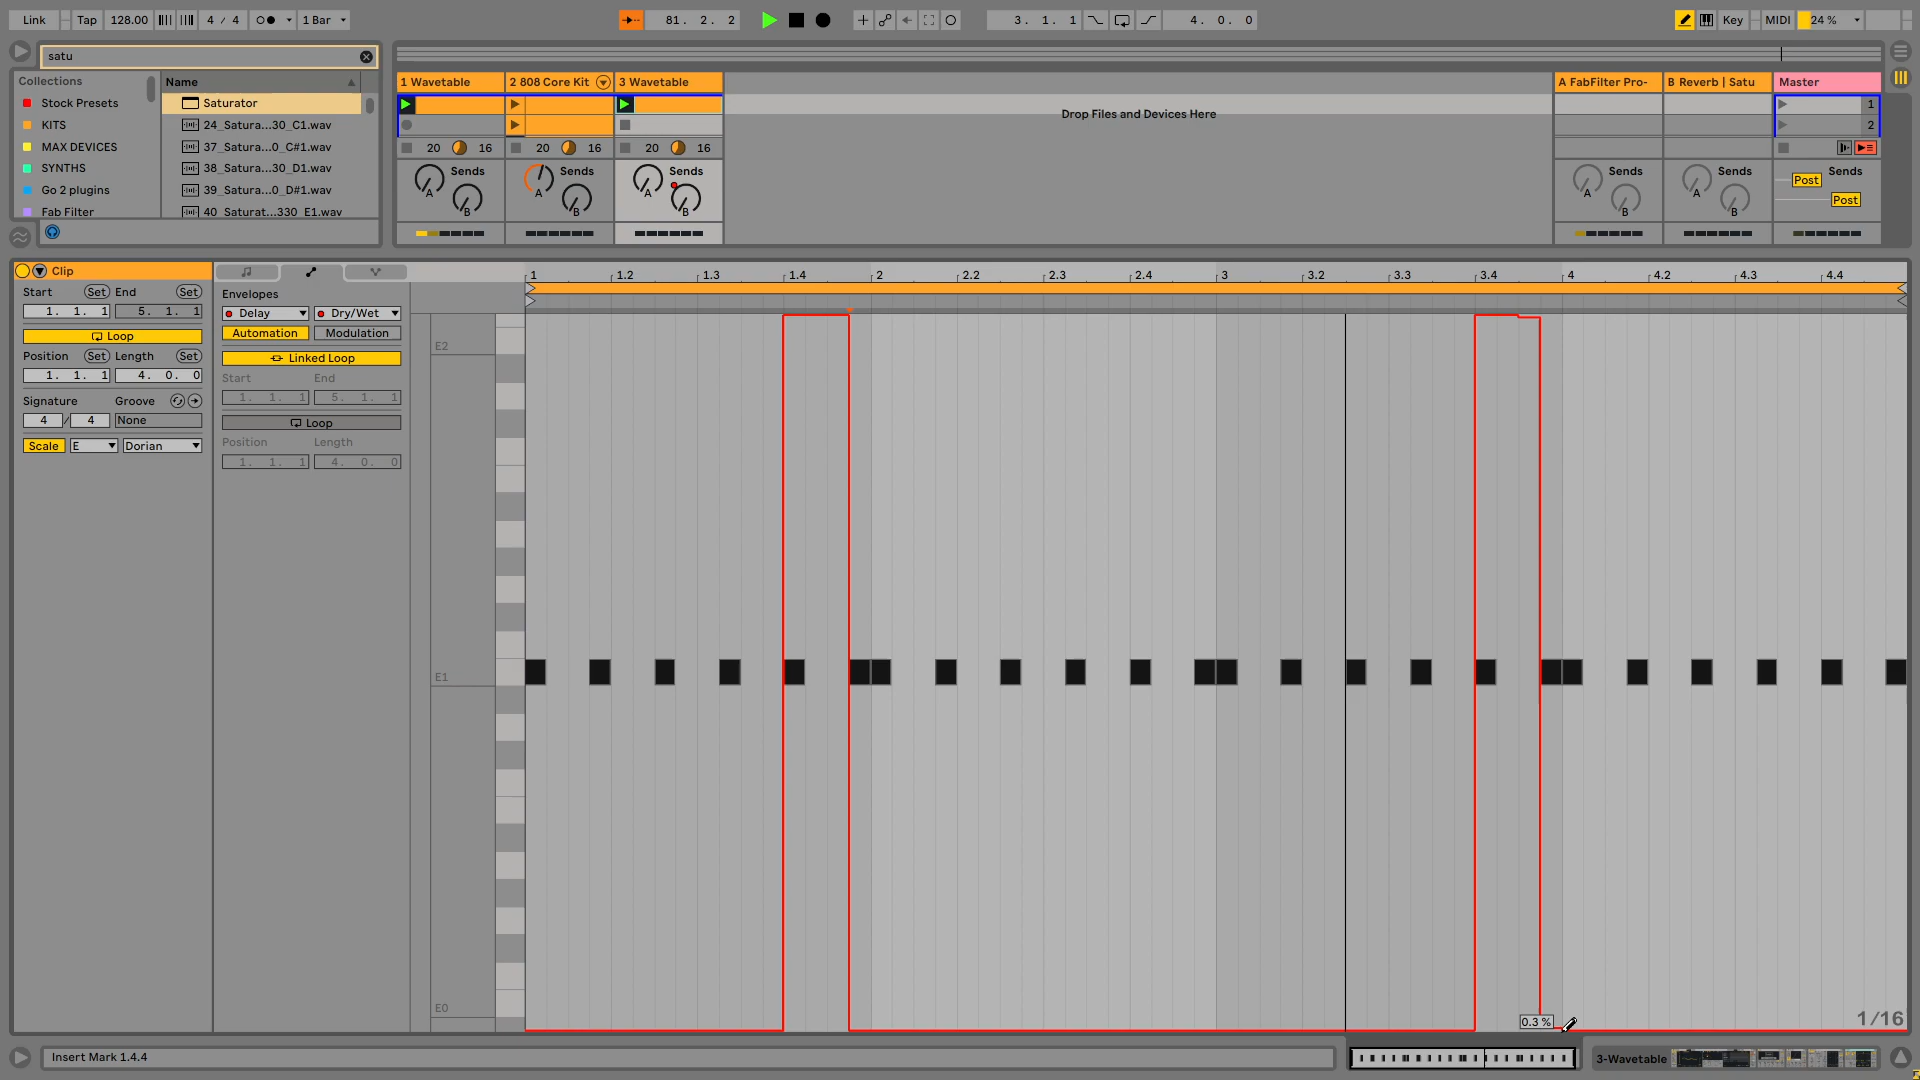 Link Tap 128.00 4 / 4 1 Bar 81. 2. 2 3. 1. 1 4. 0. 0 Key MIDI 24 %
satu
Collections Name
Stock Presets Saturator
KITS 24_Satura...30_C1.wav
MAX DEVICES 37_Satura...0_C#1.wav
SYNTHS 38_Satura...30_D1.wav
Go 2 plugins 39_Satura...0_D#1.wav
Fab Filter 40_Saturat...330_E1.wav
1 Wavetable 2 808 Core Kit 3 Wavetable A FabFilter Pro- B Reverb | Satu Master
Drop Files and Devices Here
1
2
20 16 20 16 20 16
Sends Sends Sends Sends Sends Sends
A A A A A Post
B B B B B Post
Clip
Start Set End Set
1. 1. 1 5. 1. 1
Loop
Position Set Length Set
1. 1. 1 4. 0. 0
Signature Groove
4 / 4 None
Scale E Dorian
Envelopes
Delay Dry/Wet
Automation Modulation
Linked Loop
Start End
1. 1. 1 5. 1. 1
Loop
Position Length
1. 1. 1 4. 0. 0
1 1.2 1.3 1.4 2 2.2 2.3 2.4 3 3.2 3.3 3.4 4 4.2 4.3 4.4
E2
E1
E0
0.3 %
1/16
Insert Mark 1.4.4
3-Wavetable